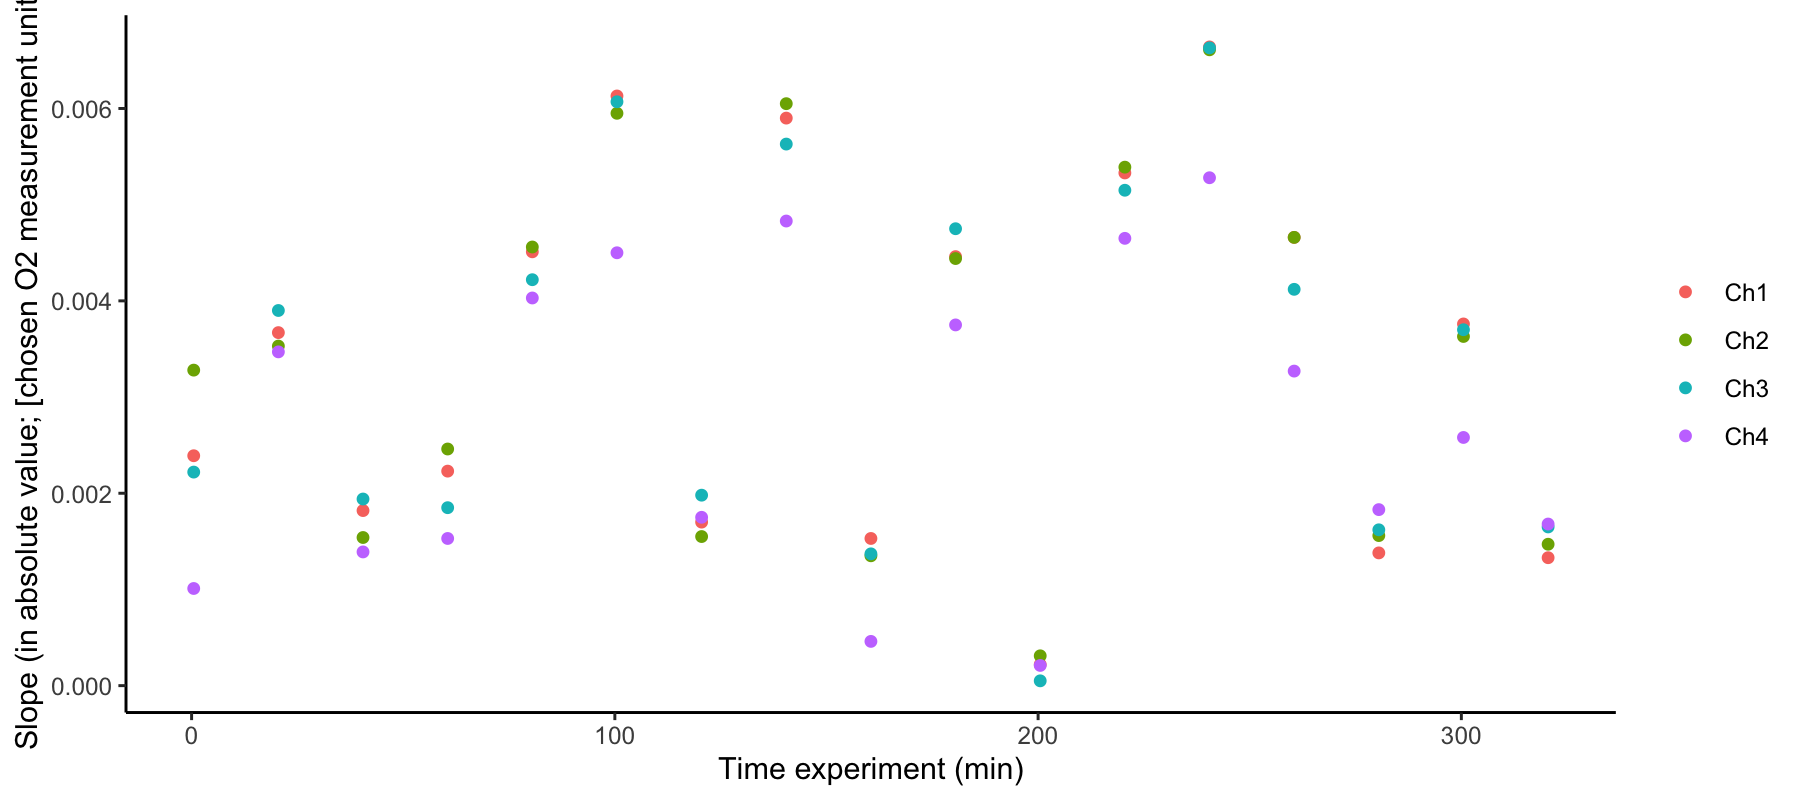 Slope (in absolute value; [chosen O2 measurement unit
0.006
0.004
0.002
0.000
0
100
200
300
Time experiment (min)
Ch1
Ch2
Ch3
Ch4